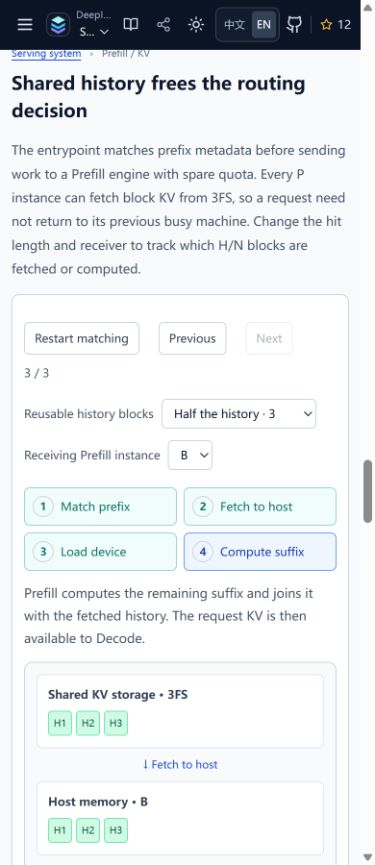 Deepl...
S...
中文
EN
12
Serving system › Prefill / KV
Shared history frees the routing
decision
The entrypoint matches prefix metadata before sending
work to a Prefill engine with spare quota. Every P
instance can fetch block KV from 3FS, so a request need
not return to its previous busy machine. Change the hit
length and receiver to track which H/N blocks are
fetched or computed.
Restart matching
Previous
Next
3 / 3
Reusable history blocks
Half the history · 3
Receiving Prefill instance
B
1 Match prefix
2 Fetch to host
3 Load device
4 Compute suffix
Prefill computes the remaining suffix and joins it
with the fetched history. The request KV is then
available to Decode.
Shared KV storage • 3FS
H1 H2 H3
↓ Fetch to host
Host memory • B
H1 H2 H3